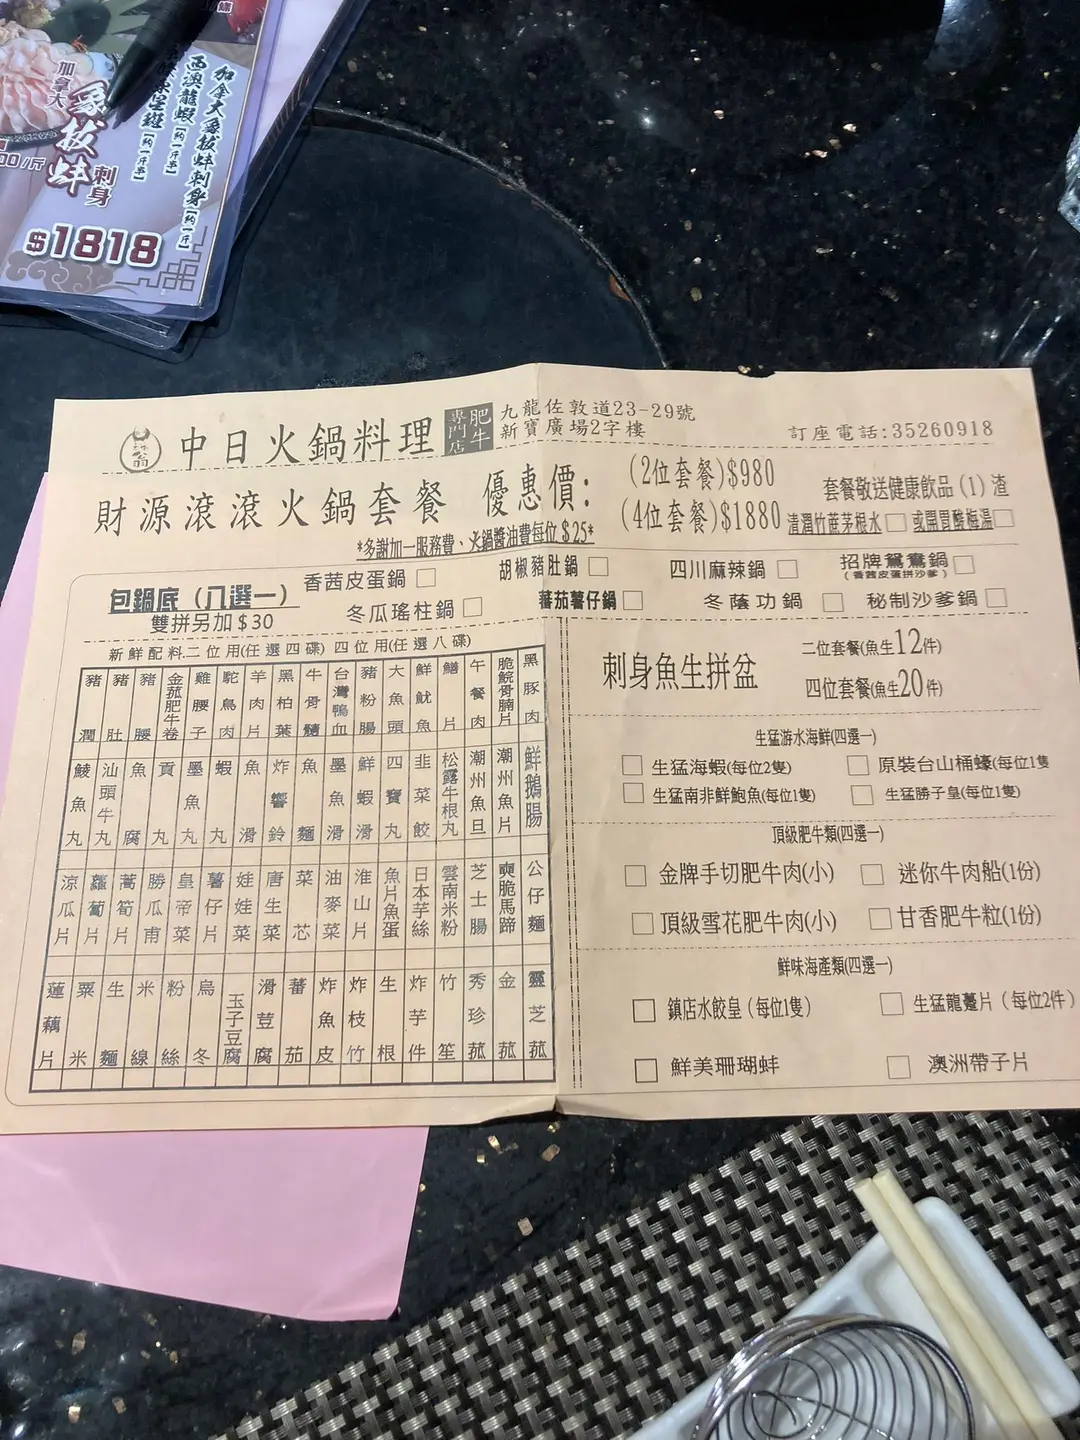 加拿大象拔蚌刺身【約一斤】
西澳龍蝦【約一斤半】
加拿大
象拔蚌
刺身
$1818
中日火鍋料理
肥牛
專門店
九龍佐敦道23-29號
新寶廣場2字樓
訂座電話:35260918
財源滾滾火鍋套餐 優惠價:
(2位套餐)$980
(4位套餐)$1880
*多謝加一服務費、火鍋醬油費每位$25*
套餐敬送健康飲品(1)渣
清潤竹蔗茅根水 或開胃酸梅湯
包鍋底(八選一)
雙拼另加$30
香茜皮蛋鍋 胡椒豬肚鍋 四川麻辣鍋 招牌鴛鴦鍋
(香茜皮蛋拼沙爹)
冬瓜瑤柱鍋 蕃茄薯仔鍋 冬蔭功鍋 秘制沙爹鍋
新鮮配料二位用(任選四碟) 四位用(任選八碟)
豬潤 豬肚 豬腰 金菰肥牛卷 雞腰子 駝鳥肉 羊肉片 黑柏葉 牛骨髓 台灣鴨血 豬粉腸 大魚頭 鮮魷魚 鱔片 午餐肉 脆鯇骨腩片 黑豚肉
鯪魚丸 汕頭牛丸 魚腐 貢丸 墨魚丸 蝦丸 魚滑 炸響鈴 魚麵 墨魚滑 鮮蝦滑 四寶丸 韭菜餃 松露牛根丸 潮州魚旦 潮州魚片 鮮鵝腸
涼瓜片 蘿蔔片 萵筍片 勝瓜甫 皇帝菜 薯仔片 娃娃菜 唐生菜 菜芯 油麥菜 淮山片 魚片魚蛋 日本芋絲 雲南米粉 芝士腸 爽脆馬蹄 公仔麵
蓮藕片 粟米 生麵 米線 粉絲 烏冬 玉子豆腐 滑荳腐 蕃茄 炸魚皮 炸枝竹 生根 炸芋件 竹笙 秀珍菰 金菰 靈芝菰
刺身魚生拼盆
二位套餐(魚生12件)
四位套餐(魚生20件)
生猛游水海鮮(四選一)
生猛海蝦(每位2隻) 原裝台山桶蠔(每位1隻
生猛南非鮮鮑魚(每位1隻) 生猛勝子皇(每位1隻)
頂級肥牛類(四選一)
金牌手切肥牛肉(小) 迷你牛肉船(1份)
頂級雪花肥牛肉(小) 甘香肥牛粒(1份)
鮮味海產類(四選一)
鎮店水餃皇(每位1隻) 生猛龍躉片(每位2件)
鮮美珊瑚蚌 澳洲帶子片